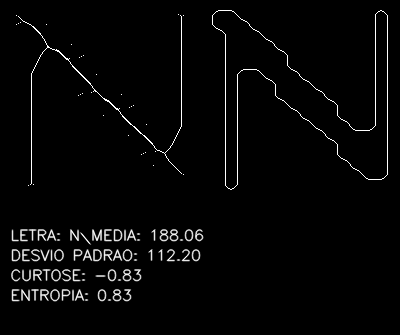 N N
LETRA: N\MEDIA: 188.06
DESVIO PADRAO: 112.20
CURTOSE: -0.83
ENTROPIA: 0.83